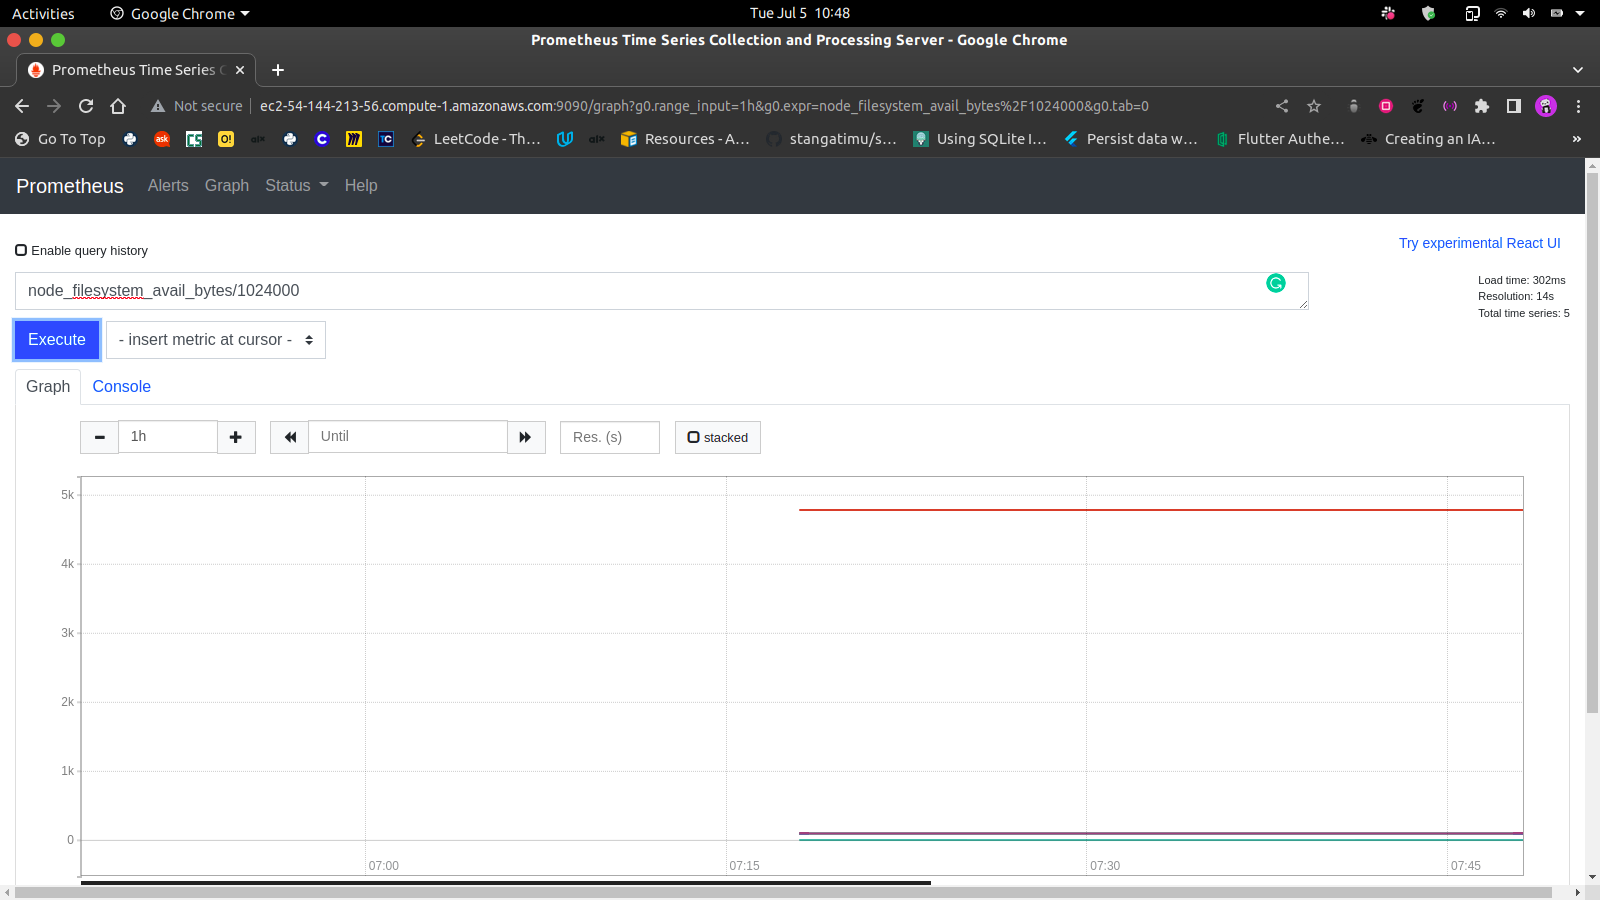 Activities
Google Chrome
Tue Jul 5 10:48
Prometheus Time Series Collection and Processing Server - Google Chrome
Prometheus Time Series
Not secure
ec2-54-144-213-56.compute-1.amazonaws.com:9090/graph?g0.range_input=1h&g0.expr=node_filesystem_avail_bytes%2F1024000&g0.tab=0
Go To Top
ask
CS
O!
C
TC
LeetCode - Th...
Resources - A...
stangatimu/s...
Using SQLite I...
Persist data w...
Flutter Authe...
Creating an IA...
»
Prometheus
Alerts
Graph
Status
Help
Enable query history
Try experimental React UI
node_filesystem_avail_bytes/1024000
Load time: 302ms
Resolution: 14s
Total time series: 5
Execute
- insert metric at cursor -
Graph
Console
1h
Until
Res. (s)
stacked
5k
4k
3k
2k
1k
0
07:00
07:15
07:30
07:45